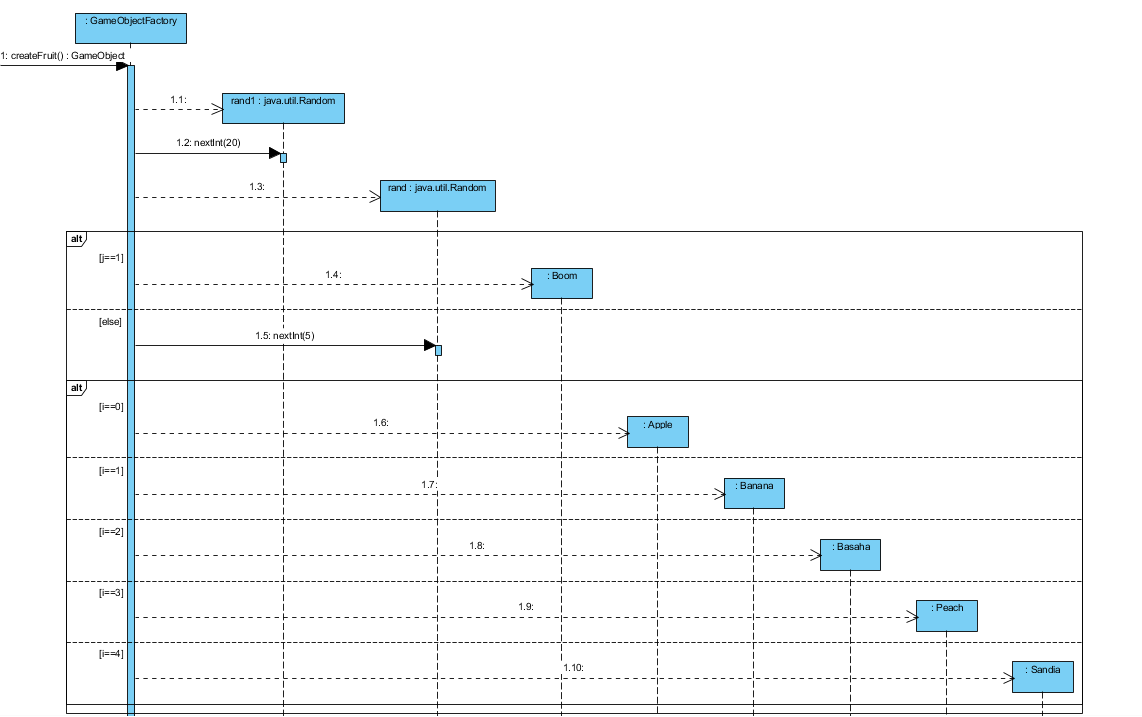 : GameObjectFactory
1: createFruit() : GameObject
1.1:
rand1 : java.util.Random
1.2: nextInt(20)
1.3:
rand : java.util.Random
alt
[j==1]
1.4:
: Boom
[else]
1.5: nextInt(5)
alt
[i==0]
1.6:
: Apple
[i==1]
1.7:
: Banana
[i==2]
1.8:
: Basaha
[i==3]
1.9:
: Peach
[i==4]
1.10:
: Sandia